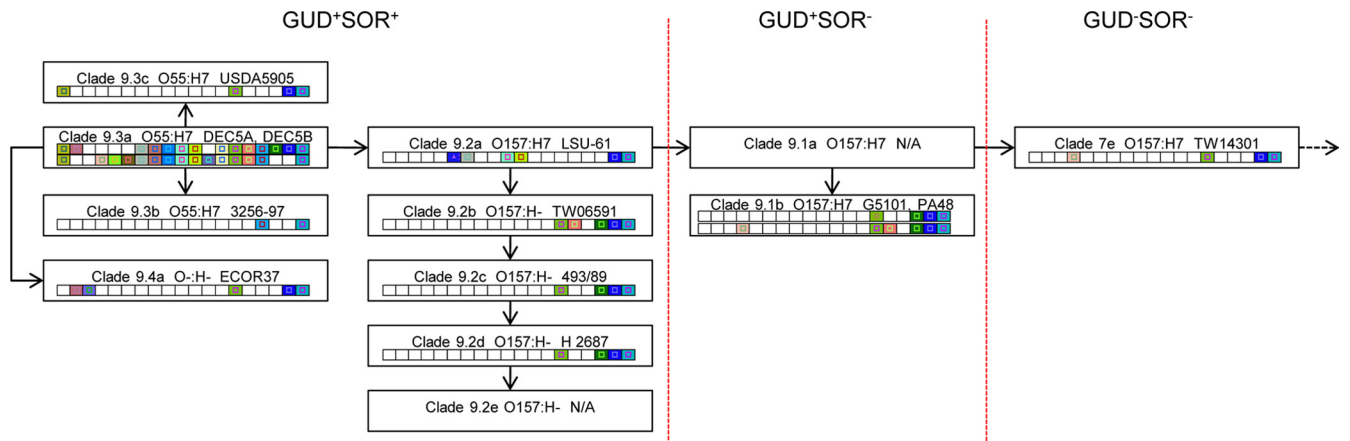 GUD+SOR+
GUD+SOR-
GUD-SOR-
Clade 9.3c O55:H7 USDA5905
Clade 9.3a O55:H7 DEC5A, DEC5B
Clade 9.2a O157:H7 LSU-61
Clade 9.1a O157:H7 N/A
Clade 7e O157:H7 TW14301
Clade 9.3b O55:H7 3256-97
Clade 9.2b O157:H- TW06591
Clade 9.1b O157:H7 G5101, PA48
Clade 9.4a O-:H- ECOR37
Clade 9.2c O157:H- 493/89
Clade 9.2d O157:H- H 2687
Clade 9.2e O157:H- N/A